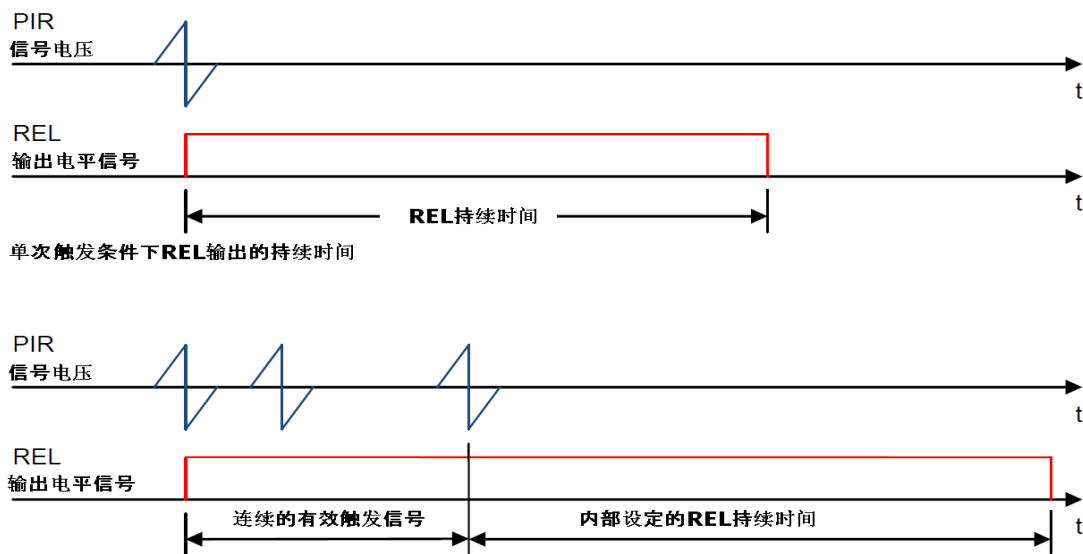 PIR
信号电压
t
REL
输出电平信号
t
REL持续时间
单次触发条件下REL输出的持续时间
PIR
信号电压
t
REL
输出电平信号
连续的有效触发信号
内部设定的REL持续时间
t